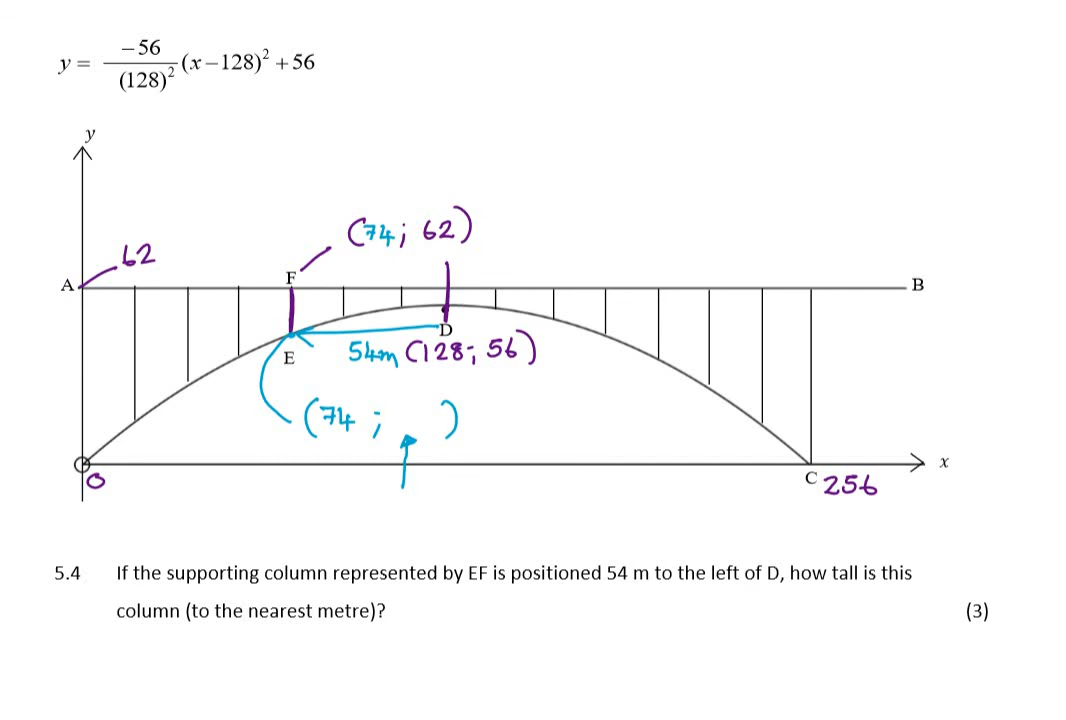 y = −56/(128)² (x−128)² + 56
y
(74; 62)
62
A
F
B
D
E
54m (128; 56)
(74 ; )
x
0
C 256
5.4 If the supporting column represented by EF is positioned 54 m to the left of D, how tall is this
column (to the nearest metre)? (3)